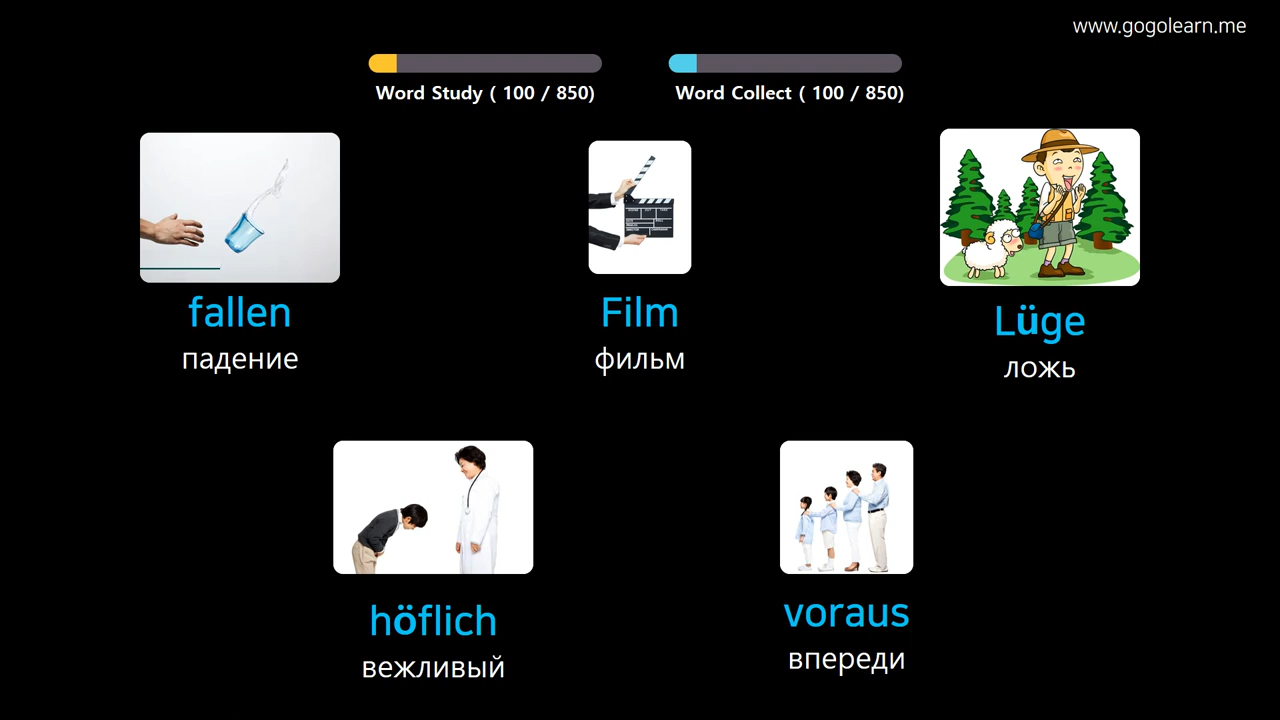 www.gogolearn.me
Word Study ( 100 / 850)
Word Collect ( 100 / 850)
fallen
падение
Film
фильм
Lüge
ложь
höflich
вежливый
voraus
впереди